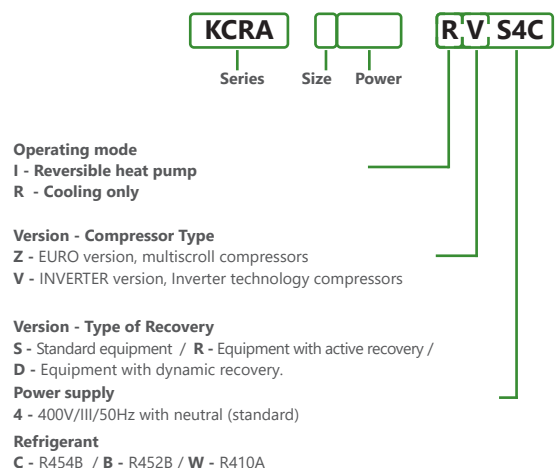 KCRA R V S4C
Series Size Power
Operating mode
I - Reversible heat pump
R - Cooling only
Version - Compressor Type
Z - EURO version, multiscroll compressors
V - INVERTER version, Inverter technology compressors
Version - Type of Recovery
S - Standard equipment / R - Equipment with active recovery /
D - Equipment with dynamic recovery.
Power supply
4 - 400V/III/50Hz with neutral (standard)
Refrigerant
C - R454B / B - R452B / W - R410A